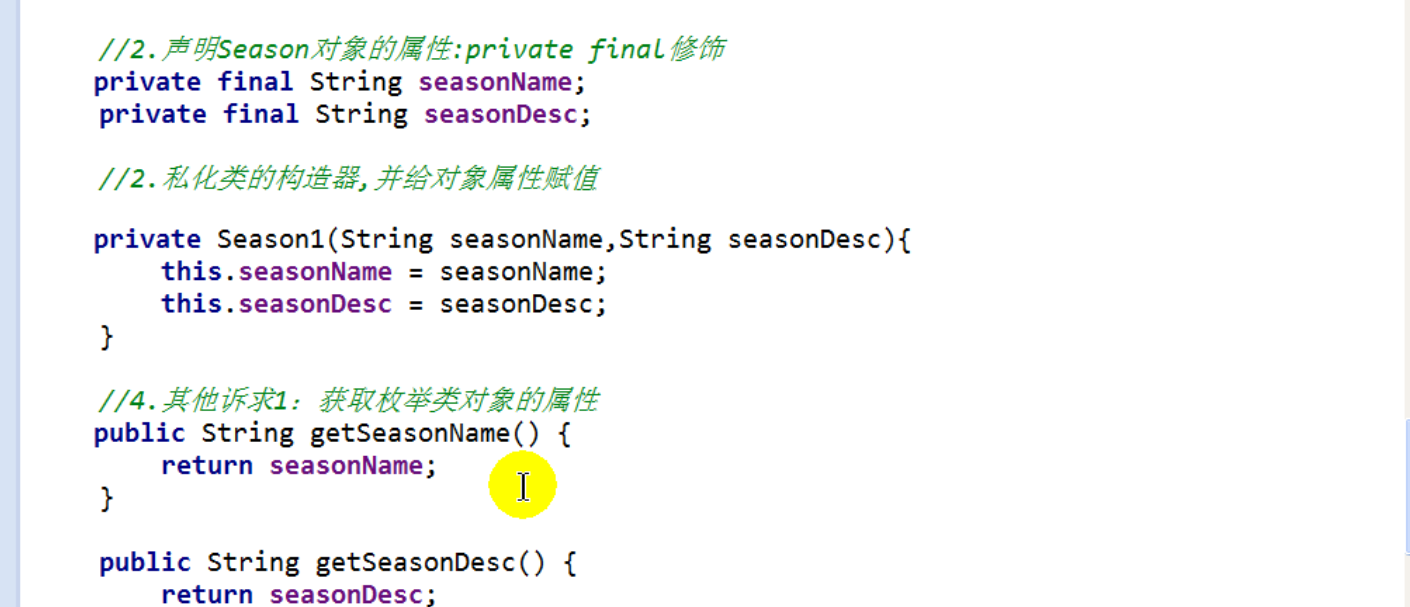 //2.声明Season对象的属性:private final修饰
private final String seasonName;
private final String seasonDesc;
//2.私化类的构造器,并给对象属性赋值
private Season1(String seasonName,String seasonDesc){
this.seasonName = seasonName;
this.seasonDesc = seasonDesc;
}
//4.其他诉求1：获取枚举类对象的属性
public String getSeasonName() {
return seasonName;
}
public String getSeasonDesc() {
return seasonDesc;